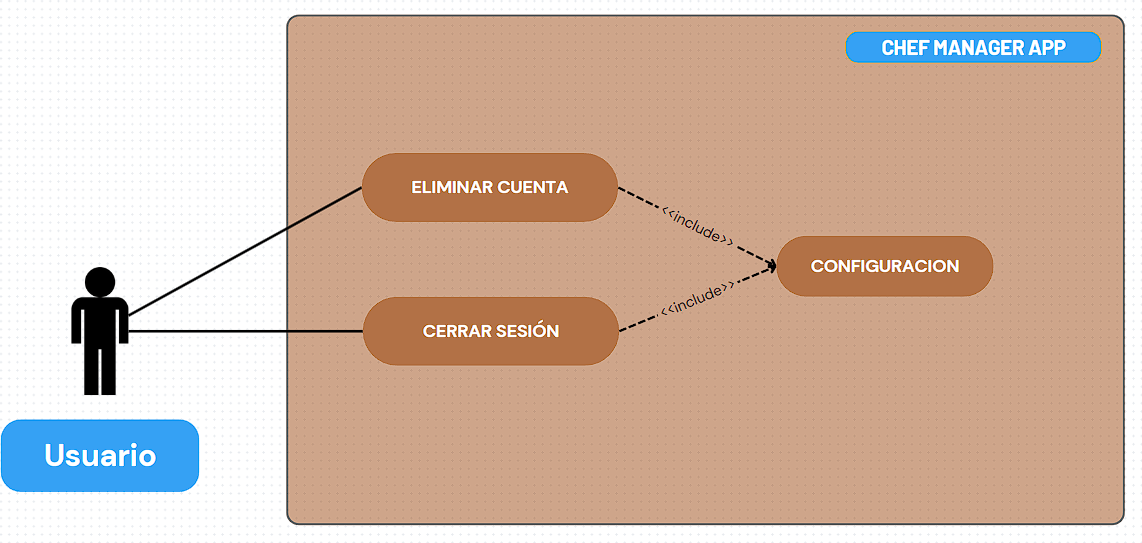 CHEF MANAGER APP
ELIMINAR CUENTA
<<include>>
CONFIGURACION
<<include>>
CERRAR SESIÓN
Usuario